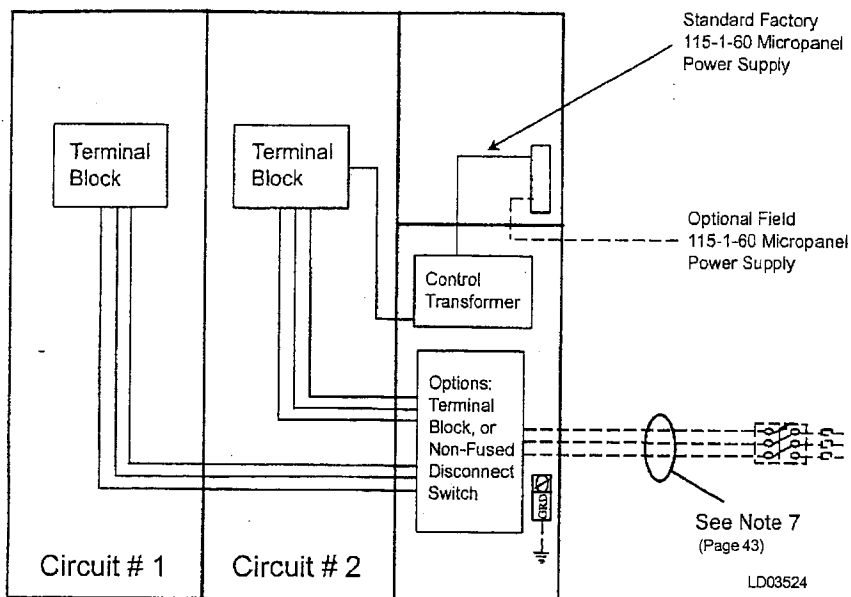 Standard Factory
115-1-60 Micropanel
Power Supply
Terminal
Block
Terminal
Block
Optional Field
115-1-60 Micropanel
Power Supply
Control
Transformer
Options:
Terminal
Block, or
Non-Fused
Disconnect
Switch
GRD
See Note 7
(Page 43)
Circuit # 1
Circuit # 2
LD03524